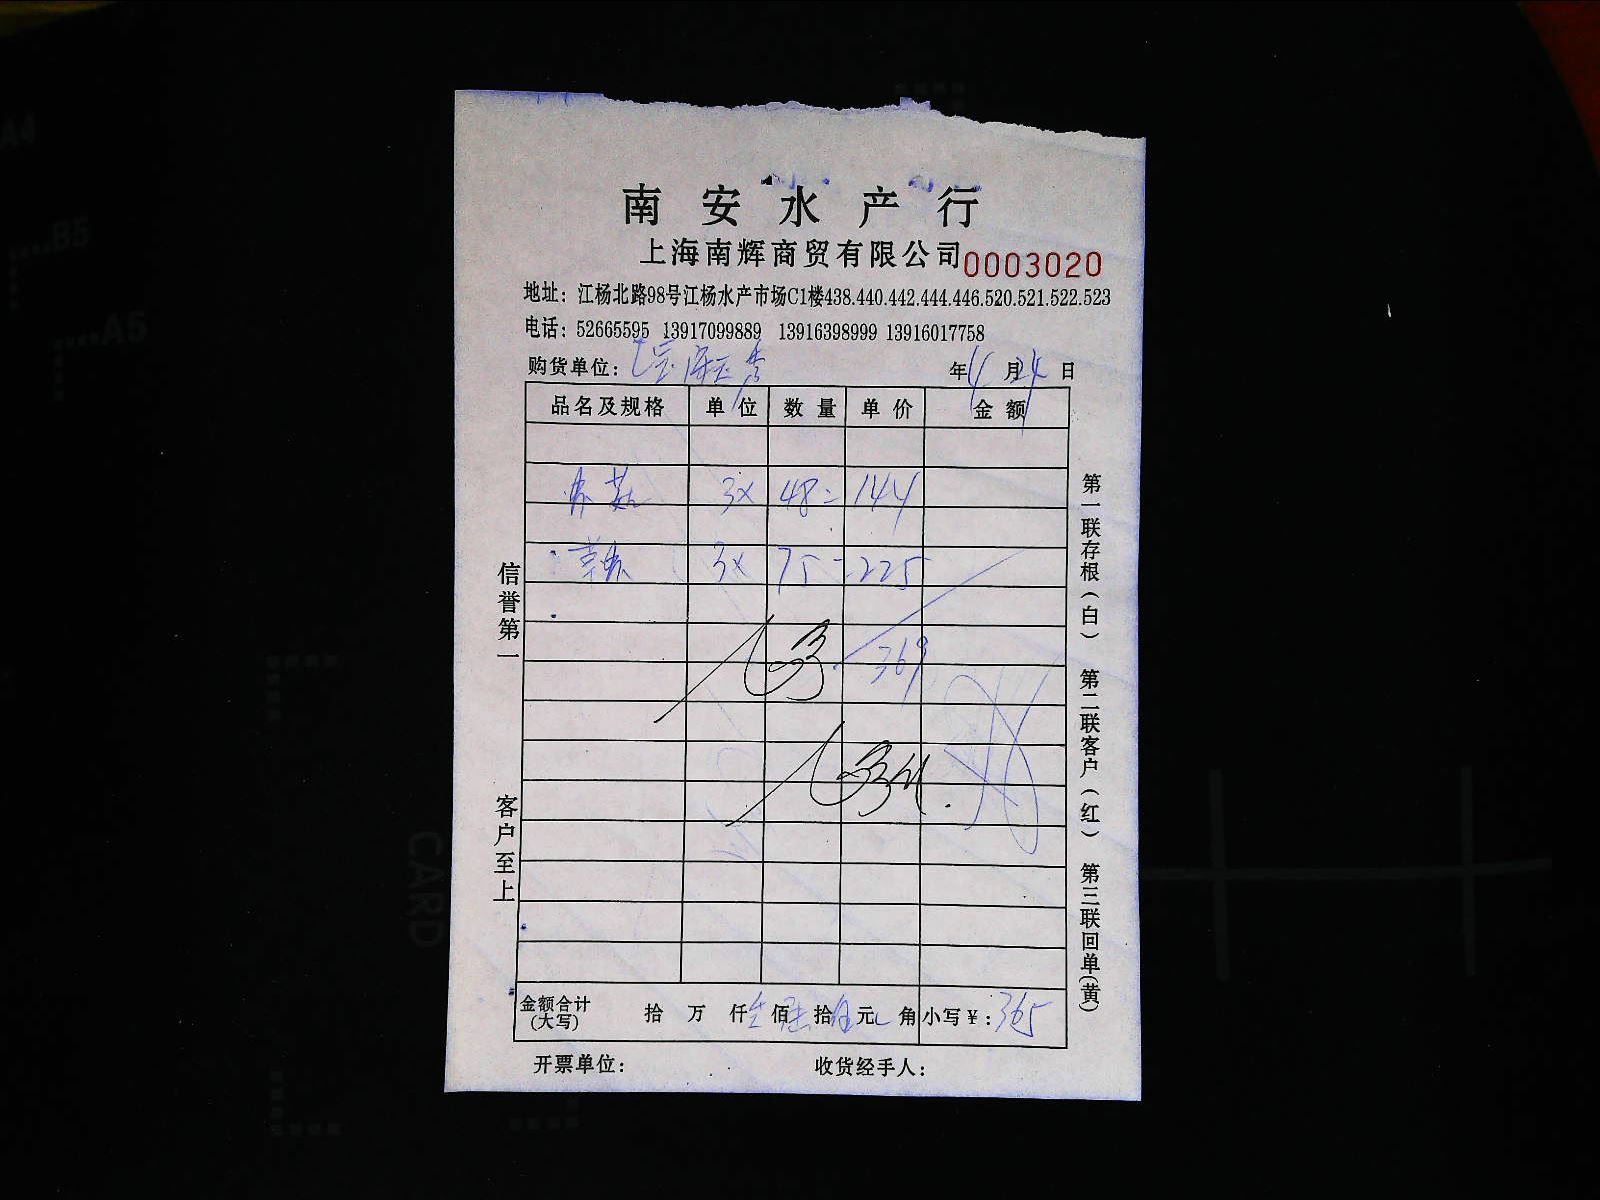 南安水产行
上海南辉商贸有限公司 0003020
地址：江杨北路98号江杨水产市场C1楼438.440.442.444.446.520.521.522.523
电话：52665595 13917099889 13916398999 13916017758
购货单位： 年 月24日
品名及规格 单位 数量 单价 金额
3x 48=144
3x 75=225
369
金额合计(大写) 拾 万 仟 佰 拾 元 角 小写¥：365
开票单位： 收货经手人：
信誉第一 客户至上
第一联存根(白) 第二联客户(红) 第三联回单(黄)
A4
B5
A5
CARD